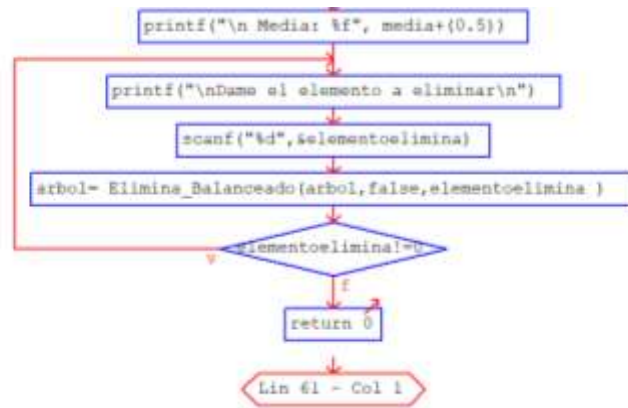 printf("\n Media: %f", media+(0.5))
printf("\nDame el elemento a eliminar\n")
scanf("%d",&elementoelimina)
arbol= Elimina_Balanceado(arbol,false,elementoelimina )
elementoelimina!=0
v
f
return 0
Lin 61 - Col 1